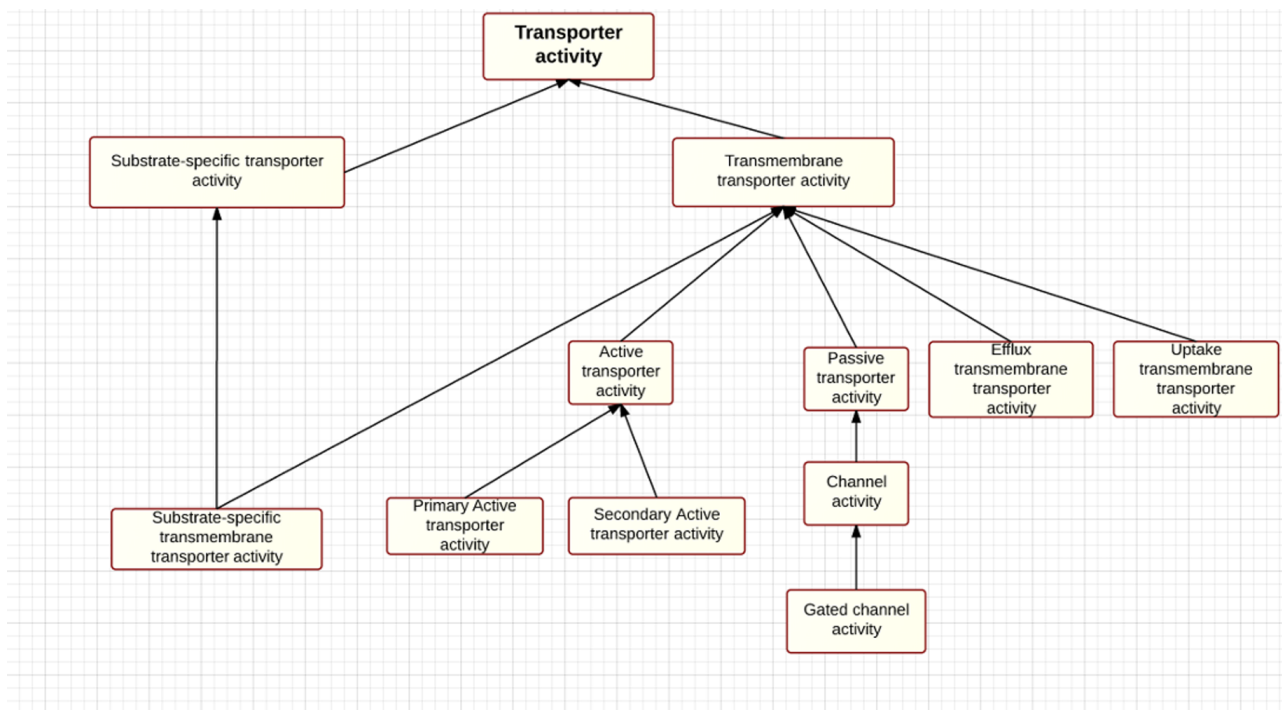 Transporter
activity
Substrate-specific transporter
activity
Transmembrane
transporter activity
Active
transporter
activity
Passive
transporter
activity
Efflux
transmembrane
transporter
activity
Uptake
transmembrane
transporter
activity
Channel
activity
Substrate-specific
transmembrane
transporter activity
Primary Active
transporter
activity
Secondary Active
transporter activity
Gated channel
activity